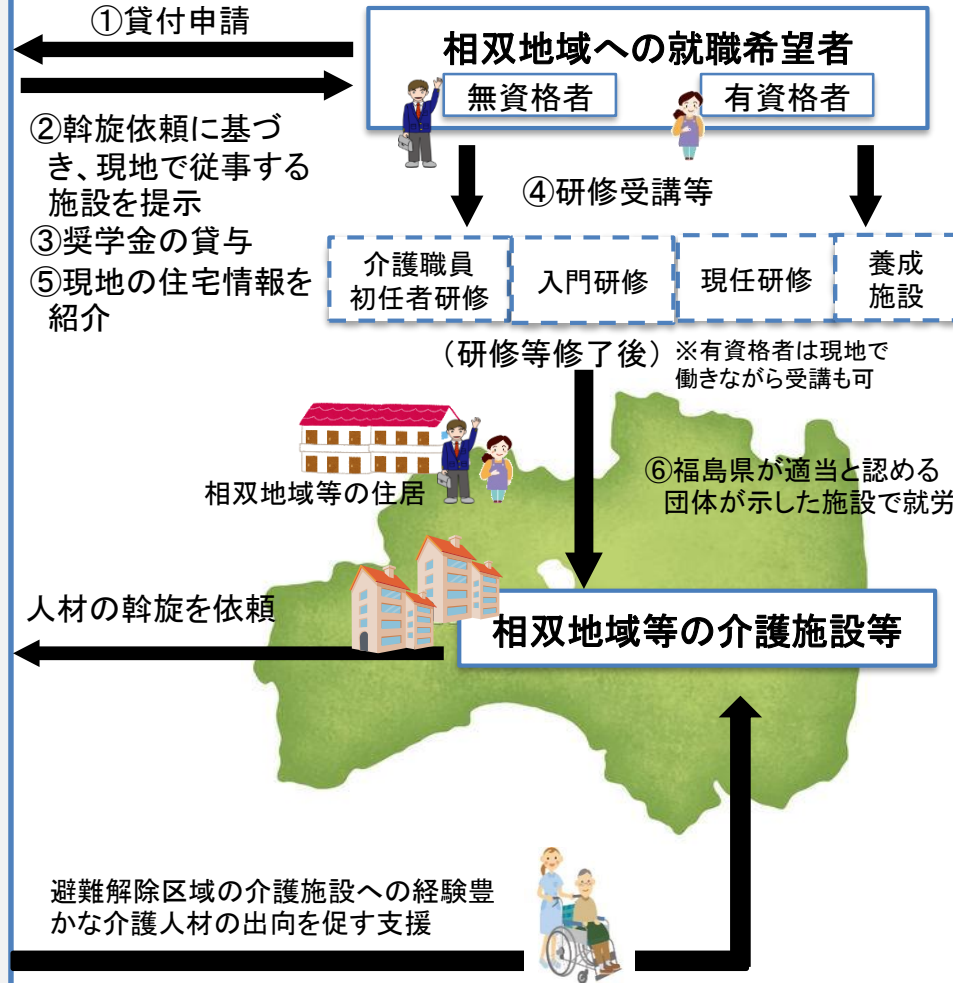 ①貸付申請
相双地域への就職希望者
無資格者
有資格者
②斡旋依頼に基づ
き、現地で従事する
施設を提示
③奨学金の貸与
⑤現地の住宅情報を
紹介
④研修受講等
介護職員
初任者研修
入門研修
現任研修
養成
施設
(研修等修了後)
※有資格者は現地で
働きながら受講も可
相双地域等の住居
⑥福島県が適当と認める
団体が示した施設で就労
人材の斡旋を依頼
相双地域等の介護施設等
避難解除区域の介護施設への経験豊
かな介護人材の出向を促す支援